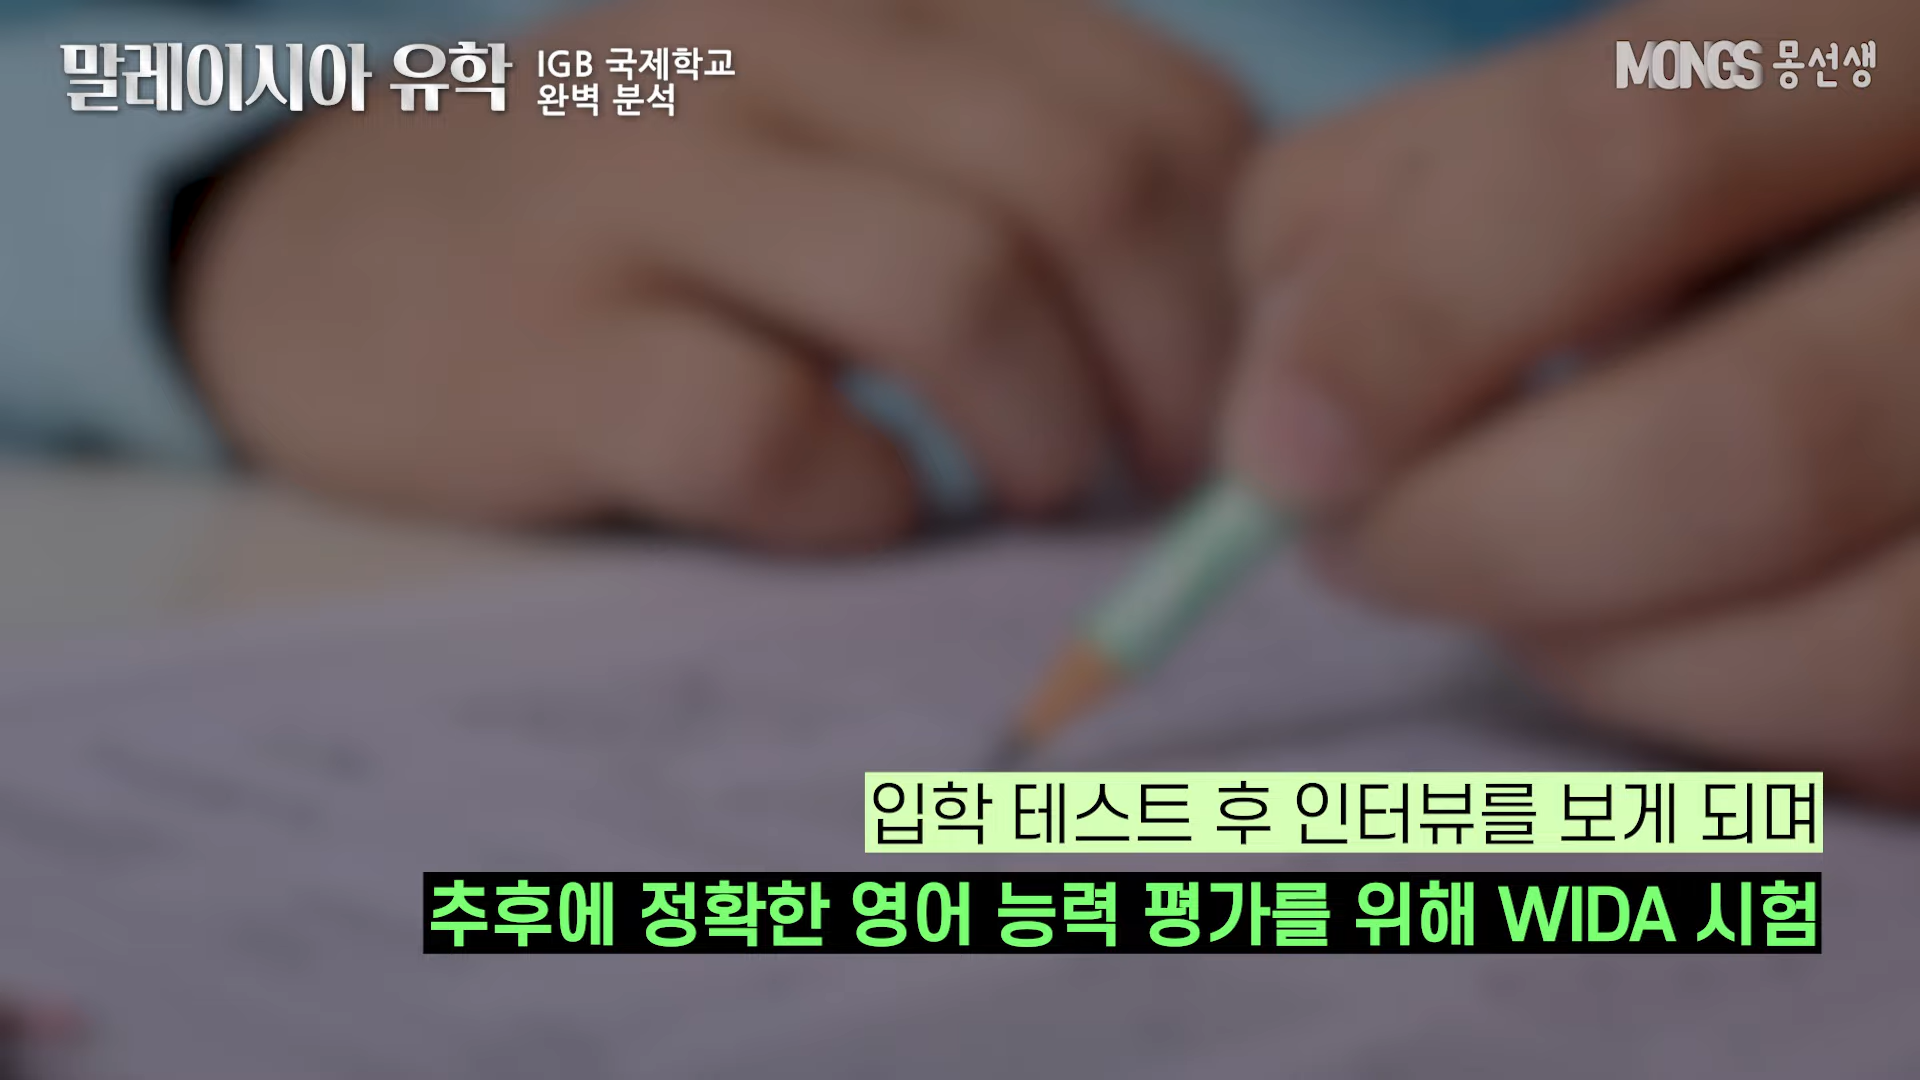 말레이시아 유학
IGB 국제학교
완벽 분석
MONGS 몽선생
입학 테스트 후 인터뷰를 보게 되며
추후에 정확한 영어 능력 평가를 위해 WIDA 시험